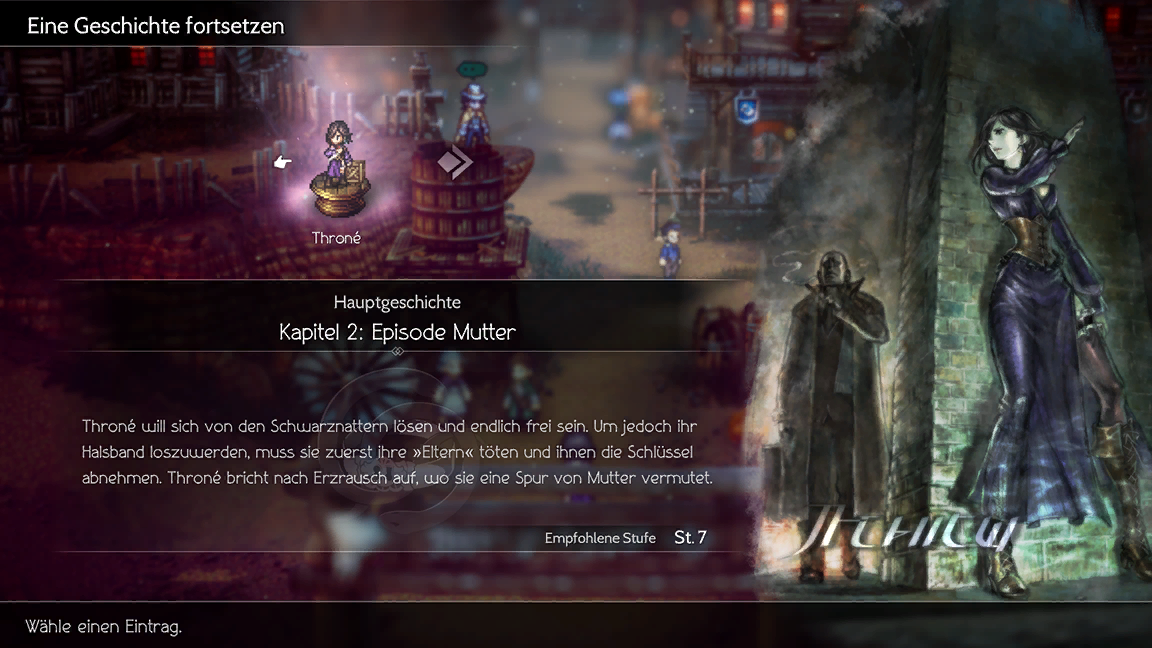 Eine Geschichte fortsetzen
Throné
Hauptgeschichte
Kapitel 2: Episode Mutter
Throné will sich von den Schwarznattern lösen und endlich frei sein. Um jedoch ihr
Halsband loszuwerden, muss sie zuerst ihre »Eltern« töten und ihnen die Schlüssel
abnehmen. Throné bricht nach Erzrausch auf, wo sie eine Spur von Mutter vermutet.
Empfohlene Stufe St. 7
Wähle einen Eintrag.